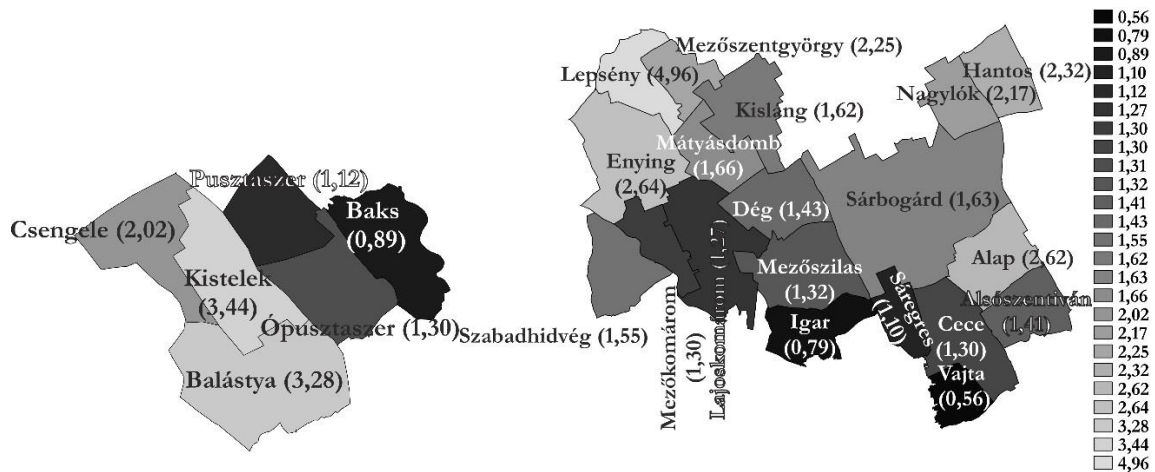 Mezőszentgyörgy (2,25)
Lepsény (4,96)
Hantos (2,32)
Nagylók (2,17)
Kisláng (1,62)
Mátyásdomb
(1,66)
Enying
(2,64)
Pusztaszer (1,12)
Baks
(0,89)
Csengele (2,02)
Dég (1,43)
Sárbogárd (1,63)
Kistelek
(3,44)
Mezőszilas
(1,32)
Alap (2,62)
Alsószentiván
(1,41)
Sáregres
(1,10)
Ópusztaszer (1,30)
Szabadhidvég (1,55)
Mezőkomárom
(1,30)
Lajoskomárom (1,27)
Igar
(0,79)
Cece
(1,30)
Vajta
(0,56)
Balástya (3,28)
0,56
0,79
0,89
1,10
1,12
1,27
1,30
1,30
1,31
1,32
1,41
1,43
1,55
1,62
1,63
1,66
2,02
2,17
2,25
2,32
2,62
2,64
3,28
3,44
4,96